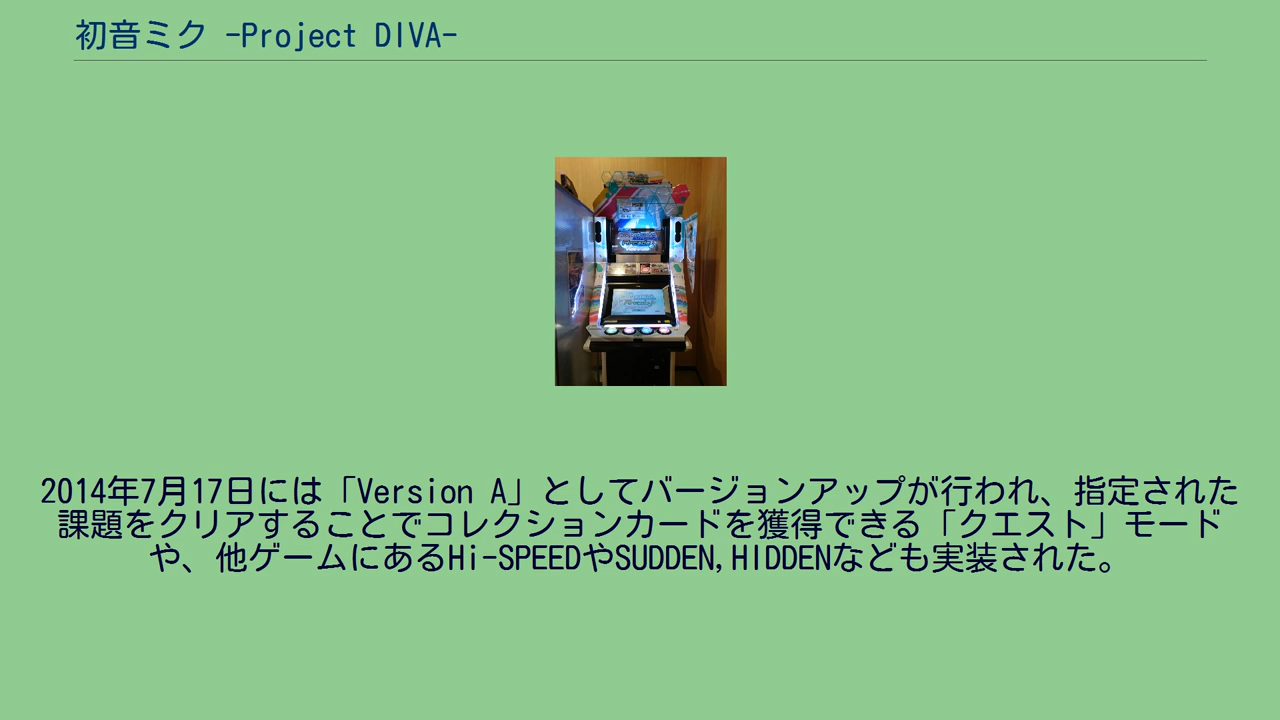 初音ミク -Project DIVA-
2014年7月17日には「Version A」としてバージョンアップが行われ、指定された
課題をクリアすることでコレクションカードを獲得できる「クエスト」モード
や、他ゲームにあるHi-SPEEDやSUDDEN,HIDDENなども実装された。